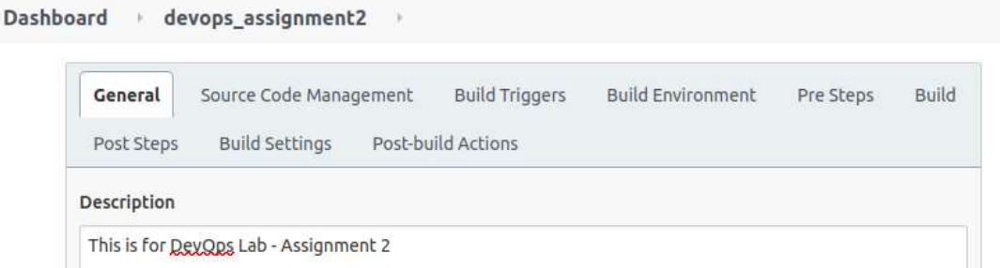 Dashboard devops_assignment2
General Source Code Management Build Triggers Build Environment Pre Steps Build
Post Steps Build Settings Post-build Actions
Description
This is for DevOps Lab - Assignment 2